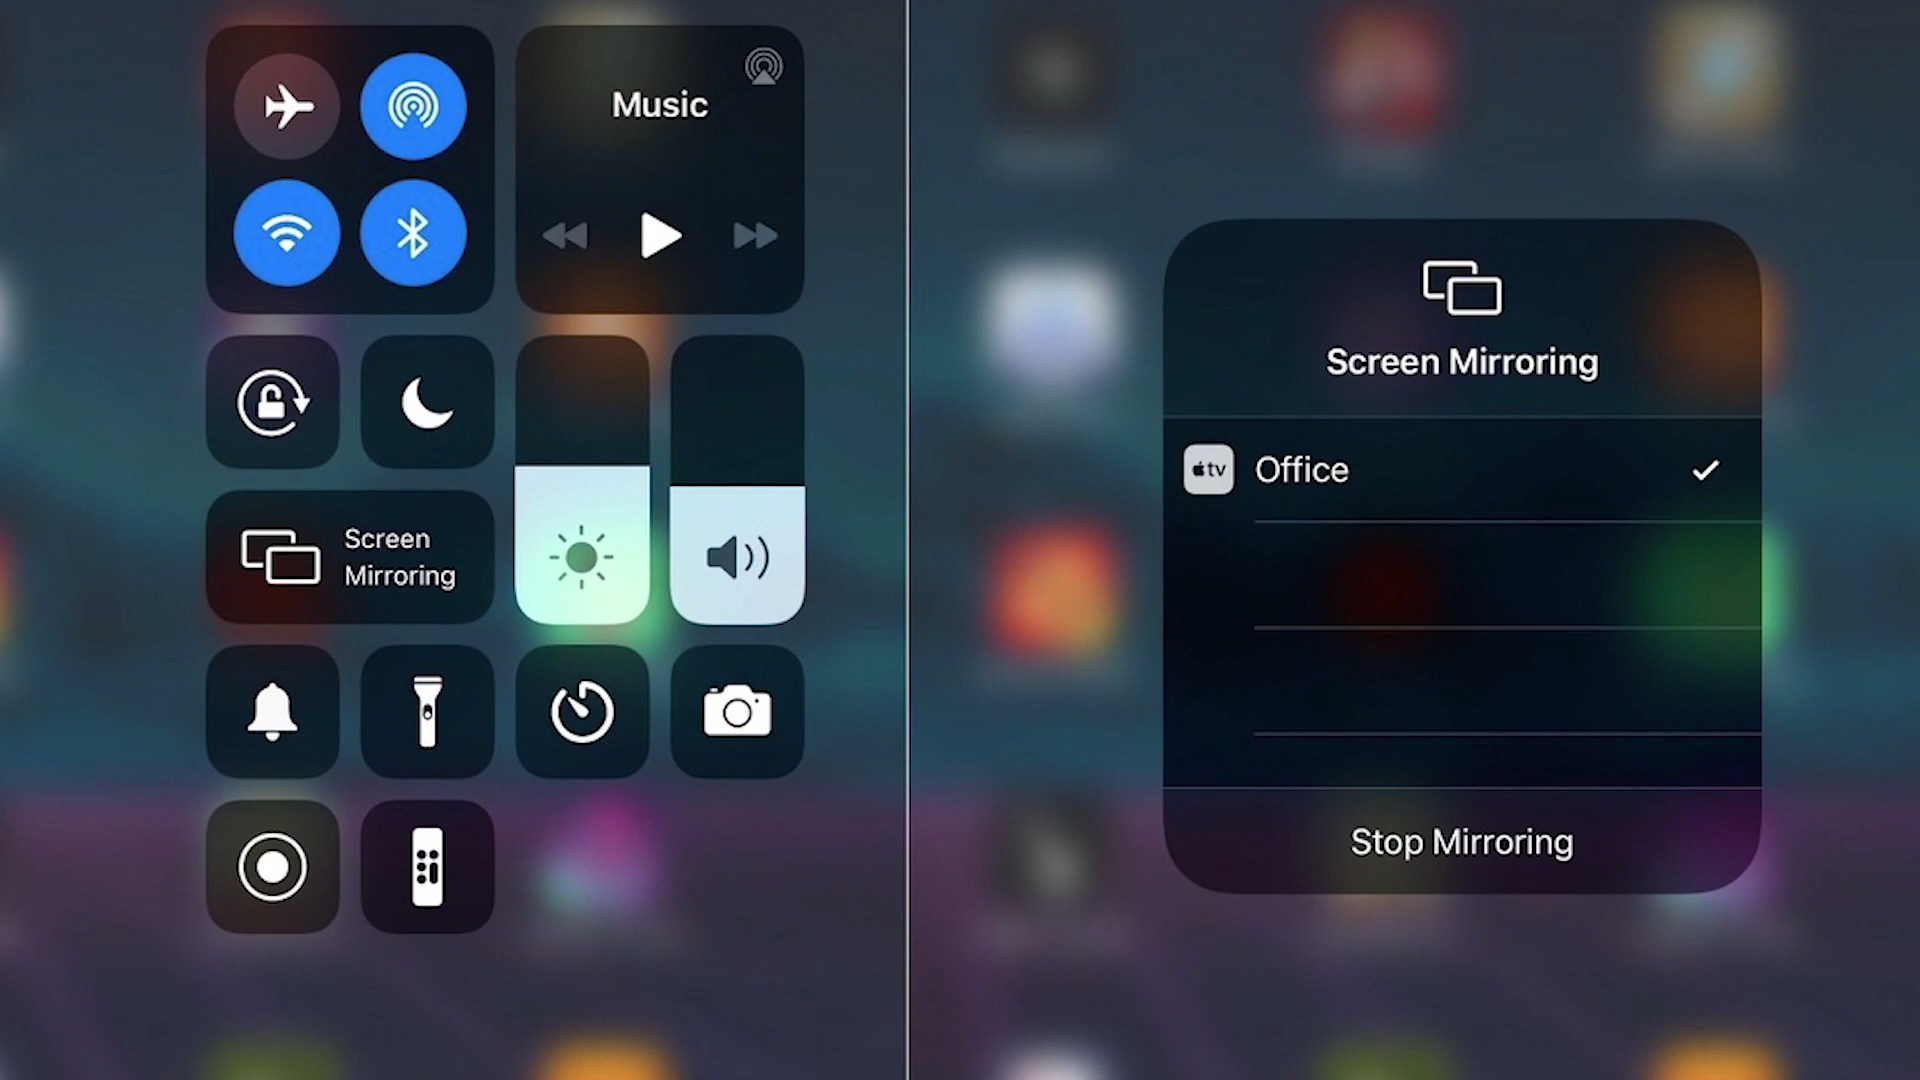 Music
Screen
Mirroring
Screen Mirroring
tv
Office
Stop Mirroring